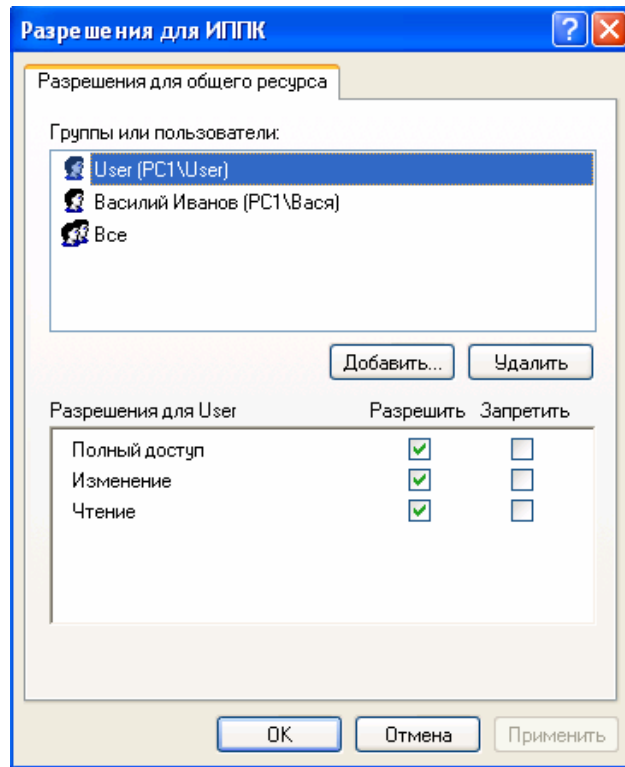 Разрешения для ИППК
Разрешения для общего ресурса
Группы или пользователи:
User (PC1\User)
Василий Иванов (PC1\Вася)
Все
Добавить... Удалить
Разрешения для User Разрешить Запретить
Полный доступ
Изменение
Чтение
OK Отмена Применить